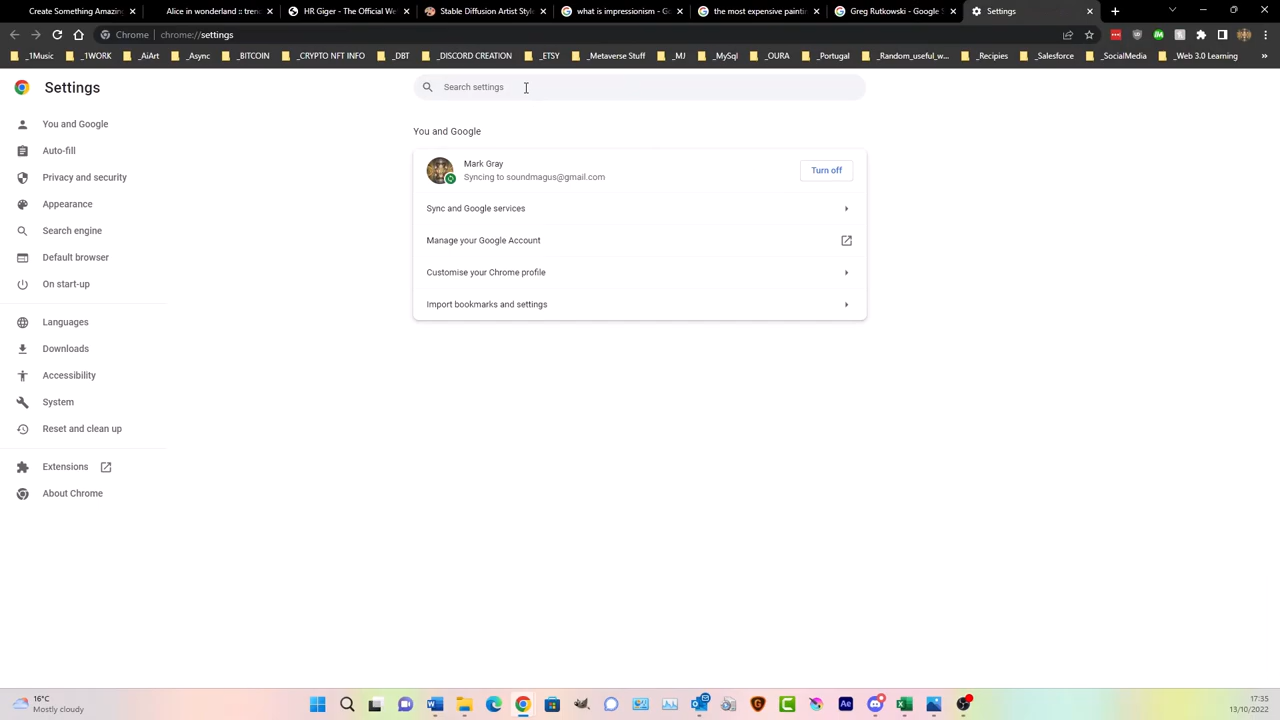 Create Something Amazing
Alice in wonderland :: tren
HR Giger - The Official We
Stable Diffusion Artist Style
what is impressionism - Go
the most expensive paintin
Greg Rutkowski - Google S
Settings
Chrome
chrome://settings
_1Music
_1WORK
_AiArt
_Async
_BITCOIN
_CRYPTO NFT INFO
_DBT
_DISCORD CREATION
_ETSY
_Metaverse Stuff
_MJ
_MySql
_OURA
_Portugal
_Random_useful_w...
_Recipies
_Salesforce
_SocialMedia
_Web 3.0 Learning
»
Settings
Search settings
You and Google
Auto-fill
Privacy and security
Appearance
Search engine
Default browser
On start-up
Languages
Downloads
Accessibility
System
Reset and clean up
Extensions
About Chrome
You and Google
Mark Gray
Syncing to soundmagus@gmail.com
Turn off
Sync and Google services
Manage your Google Account
Customise your Chrome profile
Import bookmarks and settings
16°C
Mostly cloudy
17:35
13/10/2022